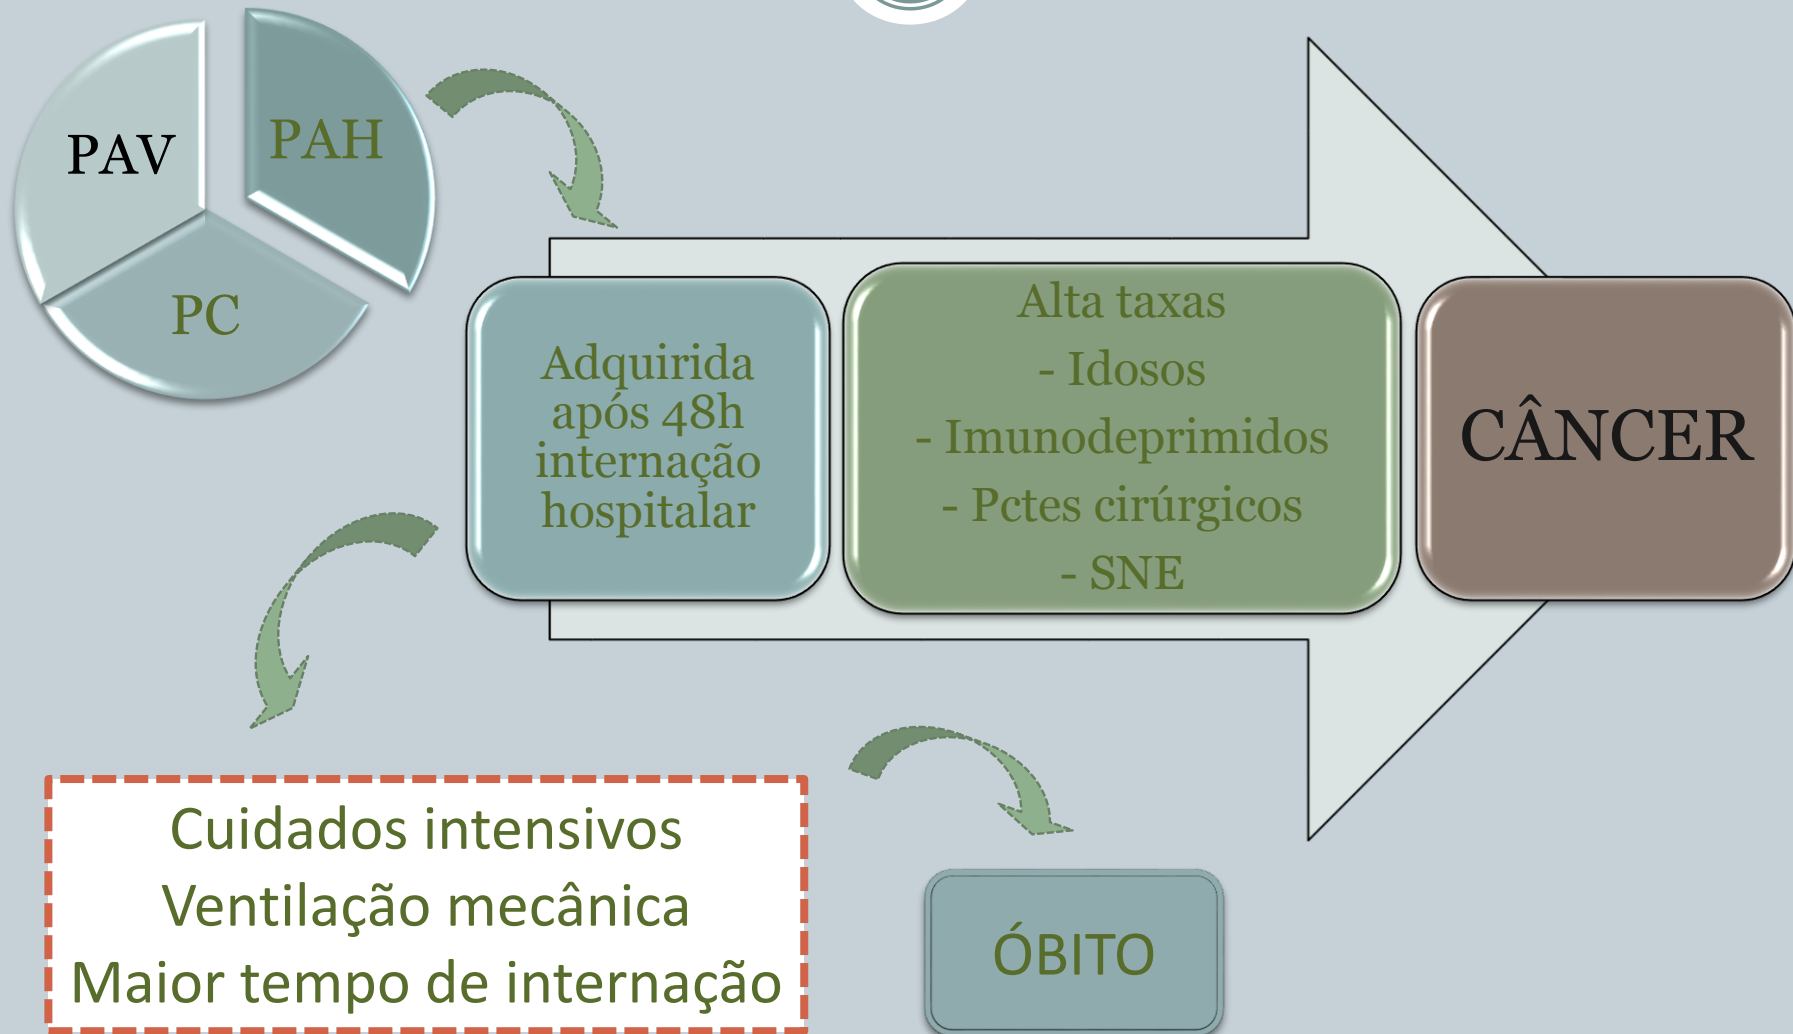 PAV
PAH
PC
Adquirida
após 48h
internação
hospitalar
Alta taxas
- Idosos
- Imunodeprimidos
- Pctes cirúrgicos
- SNE
CÂNCER
Cuidados intensivos
Ventilação mecânica
Maior tempo de internação
ÓBITO